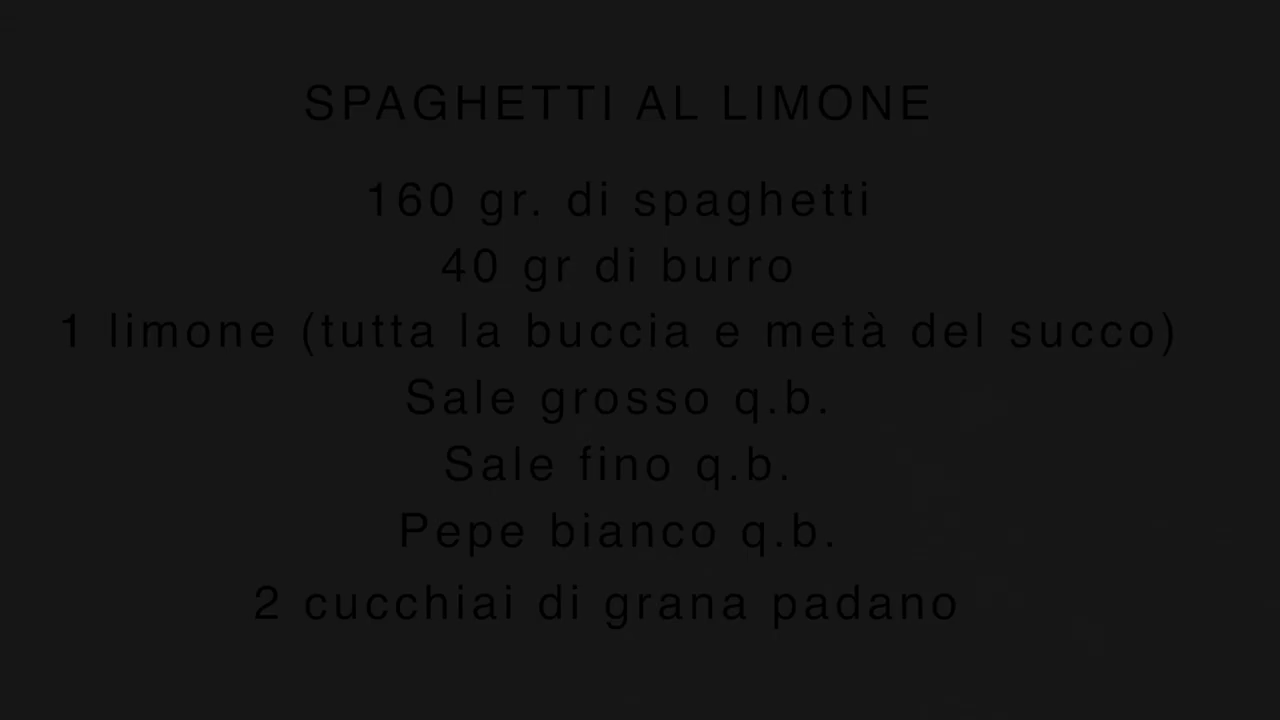 SPAGHETTI AL LIMONE
160 gr. di spaghetti
40 gr di burro
1 limone (tutta la buccia e metà del succo)
Sale grosso q.b.
Sale fino q.b.
Pepe bianco q.b.
2 cucchiai di grana padano